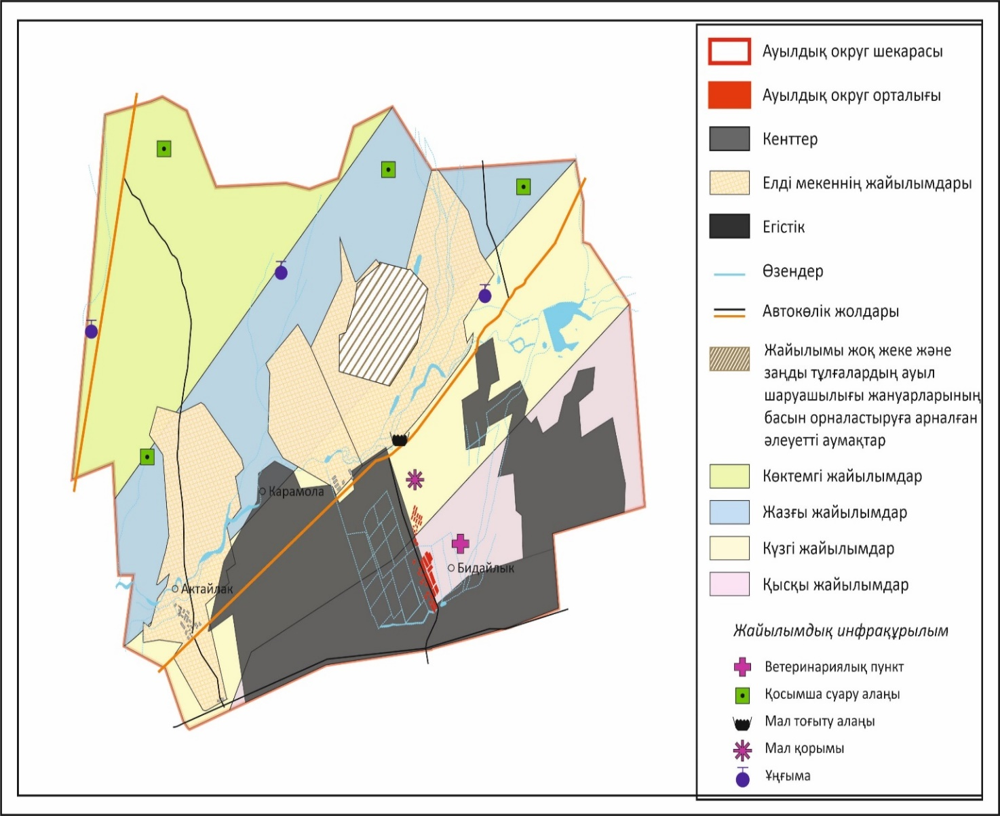 Ауылдық округ шекарасы
Ауылдық округ орталығы
Кенттер
Елді мекеннің жайылымдары
Егістік
Өзендер
Автокөлік жолдары
Жайылымы жоқ жеке және
заңды тұлғалардың ауыл
шаруашылығы жануарларының
басын орналастыруға арналған
әлеуетті аумақтар
Көктемгі жайылымдар
Жазғы жайылымдар
Күзгі жайылымдар
Қысқы жайылымдар
Жайылымдық инфрақұрылым
Ветеринариялық пункт
Қосымша суару алаңы
Мал тоғыту алаңы
Мал қорымы
Ұңғыма
Карамола
Бидайлык
Актайлак